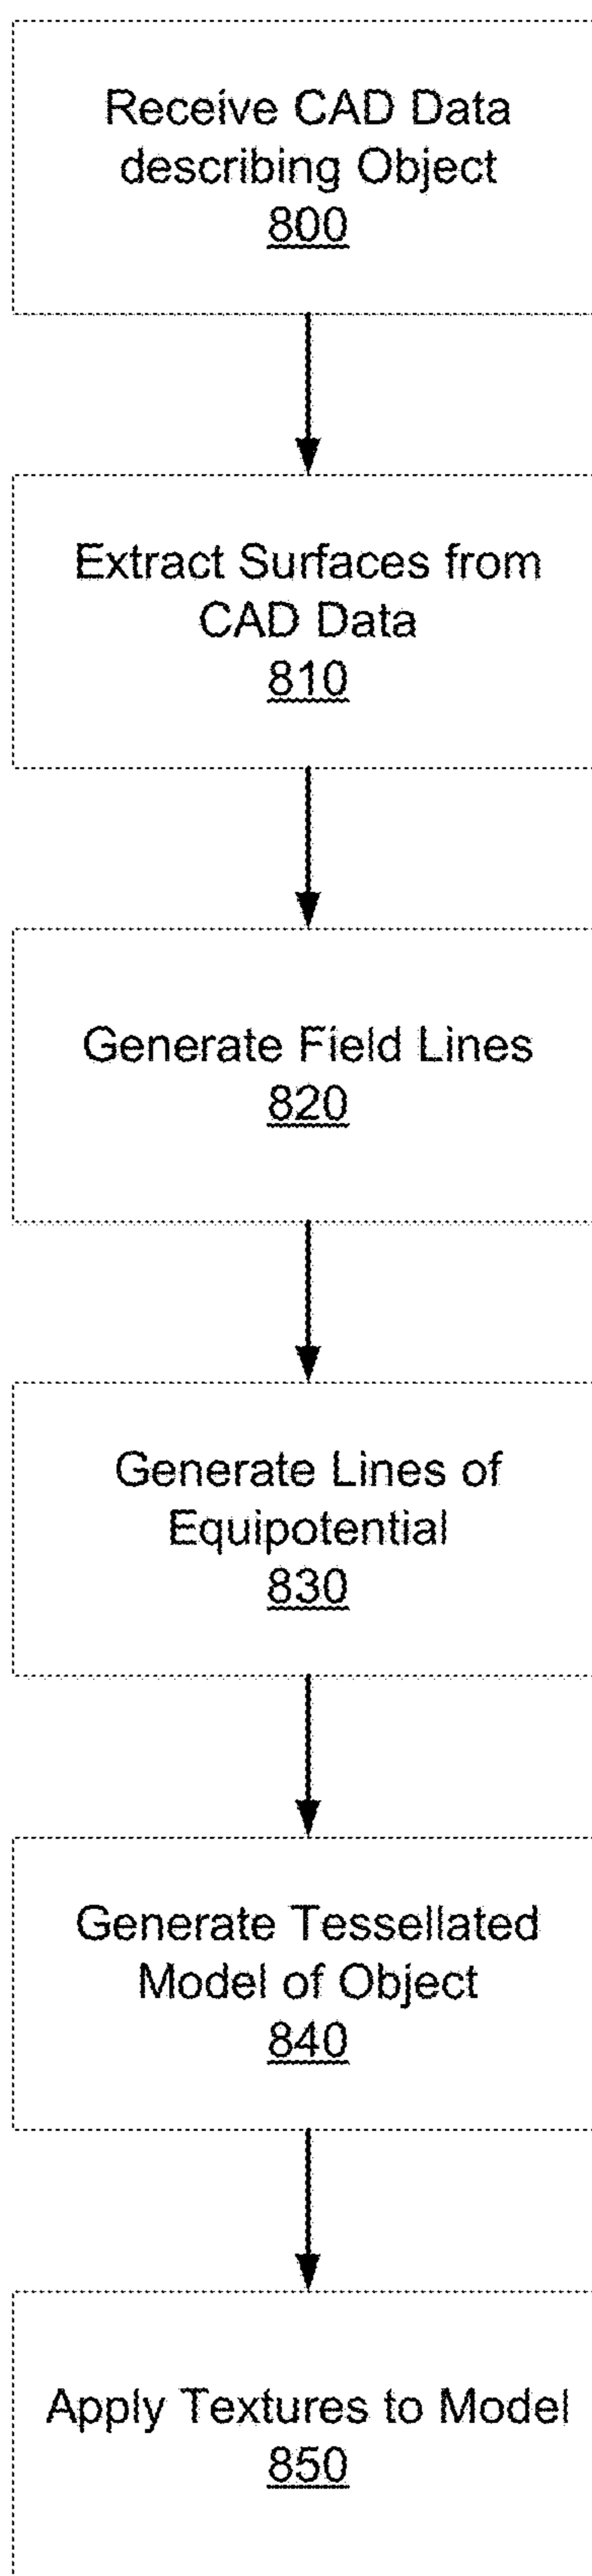 Receive CAD Data
describing Object
800
Extract Surfaces from
CAD Data
810
Generate Field Lines
820
Generate Lines of
Equipotential
830
Generate Tessellated
Model of Object
840
Apply Textures to Model
850